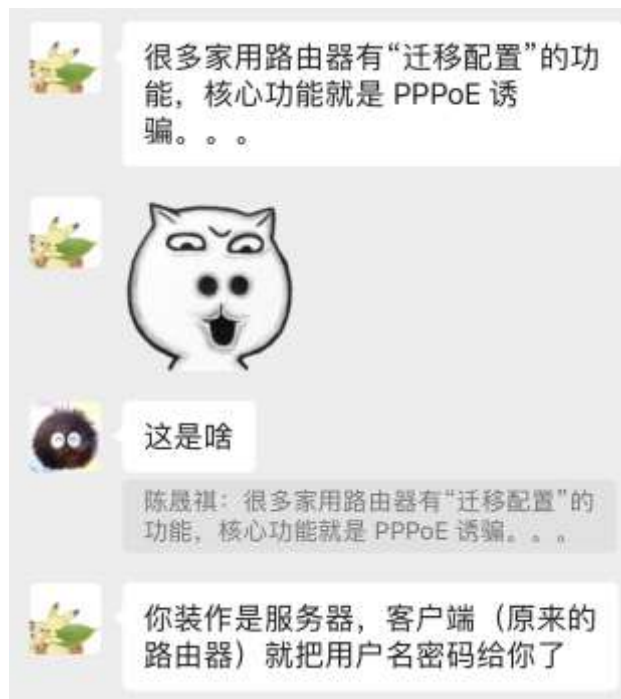 很多家用路由器有“迁移配置”的功
能，核心功能就是 PPPoE 诱
骗。。。
这是啥
陈晟祺：很多家用路由器有“迁移配置”的
功能，核心功能就是 PPPoE 诱骗。。。
你装作是服务器，客户端（原来的
路由器）就把用户名密码给你了